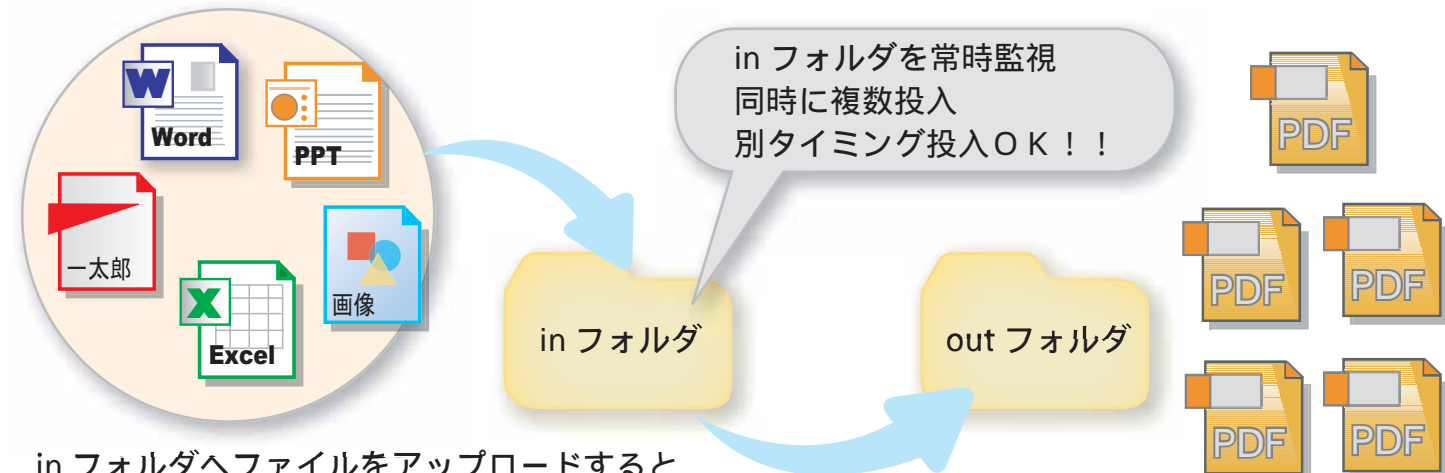 W
Word
PPT
一太郎
X
Excel
画像
in フォルダを常時監視
同時に複数投入
別タイミング投入ＯＫ！！
in フォルダ
out フォルダ
PDF
PDF
PDF
PDF
PDF
in フォルダへファイルをアップロードすると